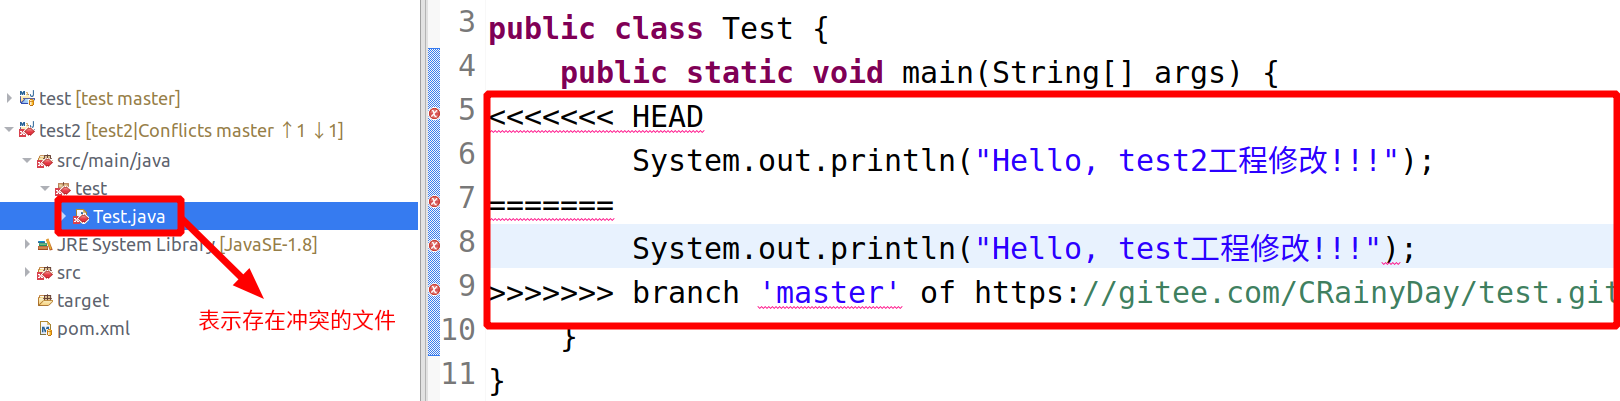 test [test master]
test2 [test2|Conflicts master ↑1 ↓1]
src/main/java
test
Test.java
JRE System Library [JavaSE-1.8]
src
target
pom.xml
表示存在冲突的文件
3 public class Test {
4 public static void main(String[] args) {
5 <<<<<<< HEAD
6 System.out.println("Hello, test2工程修改!!!");
7 =======
8 System.out.println("Hello, test工程修改!!!");
9 >>>>>>> branch 'master' of https://gitee.com/CRainyDay/test.git
10 }
11 }